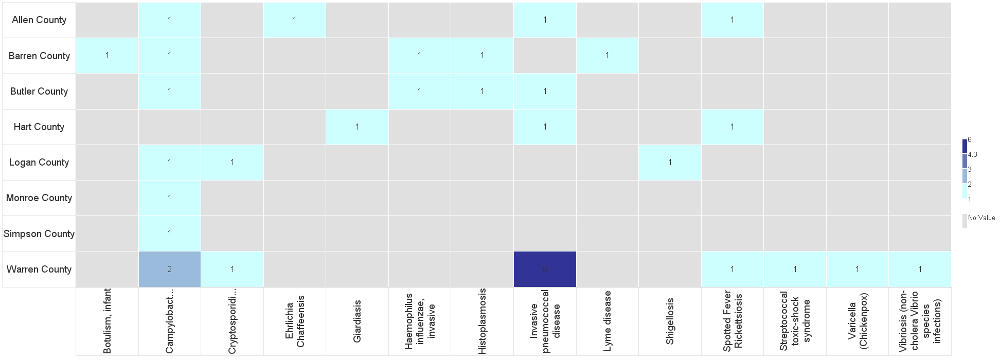 Allen County 1 1 1 1
Barren County 1 1 1 1 1
Butler County 1 1 1 1
Hart County 1 1 1
Logan County 1 1 1
Monroe County 1
Simpson County 1
Warren County 2 1 6 1 1 1 1
Botulism, infant
Campylobact...
Cryptosporidi...
Ehrlichia
Chaffeensis
Giardiasis
Haemophilus
influenzae,
invasive
Histoplasmosis
Invasive
pneumococcal
disease
Lyme disease
Shigellosis
Spotted Fever
Rickettsiosis
Streptococcal
toxic-shock
syndrome
Varicella
(Chickenpox)
Vibriosis (non-
cholera Vibrio
species
infections)
6
4.3
3
2
1
No Value